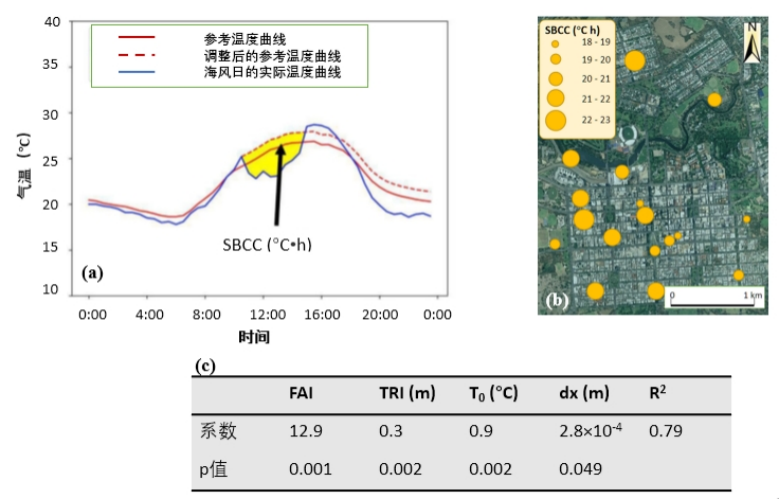 40
35
30
25
20
15
10
气温（℃）
参考温度曲线
调整后的参考温度曲线
海风日的实际温度曲线
SBCC (°C•h)
(a)
0:00 4:00 8:00 12:00 16:00 20:00 0:00
时间
SBCC (°C h)
18 - 19
19 - 20
20 - 21
21 - 22
22 - 23
N
(b)
0 1 km
(c)
FAI TRI (m) T₀ (°C) dx (m) R²
系数 12.9 0.3 0.9 2.8×10⁻⁴ 0.79
p值 0.001 0.002 0.002 0.049